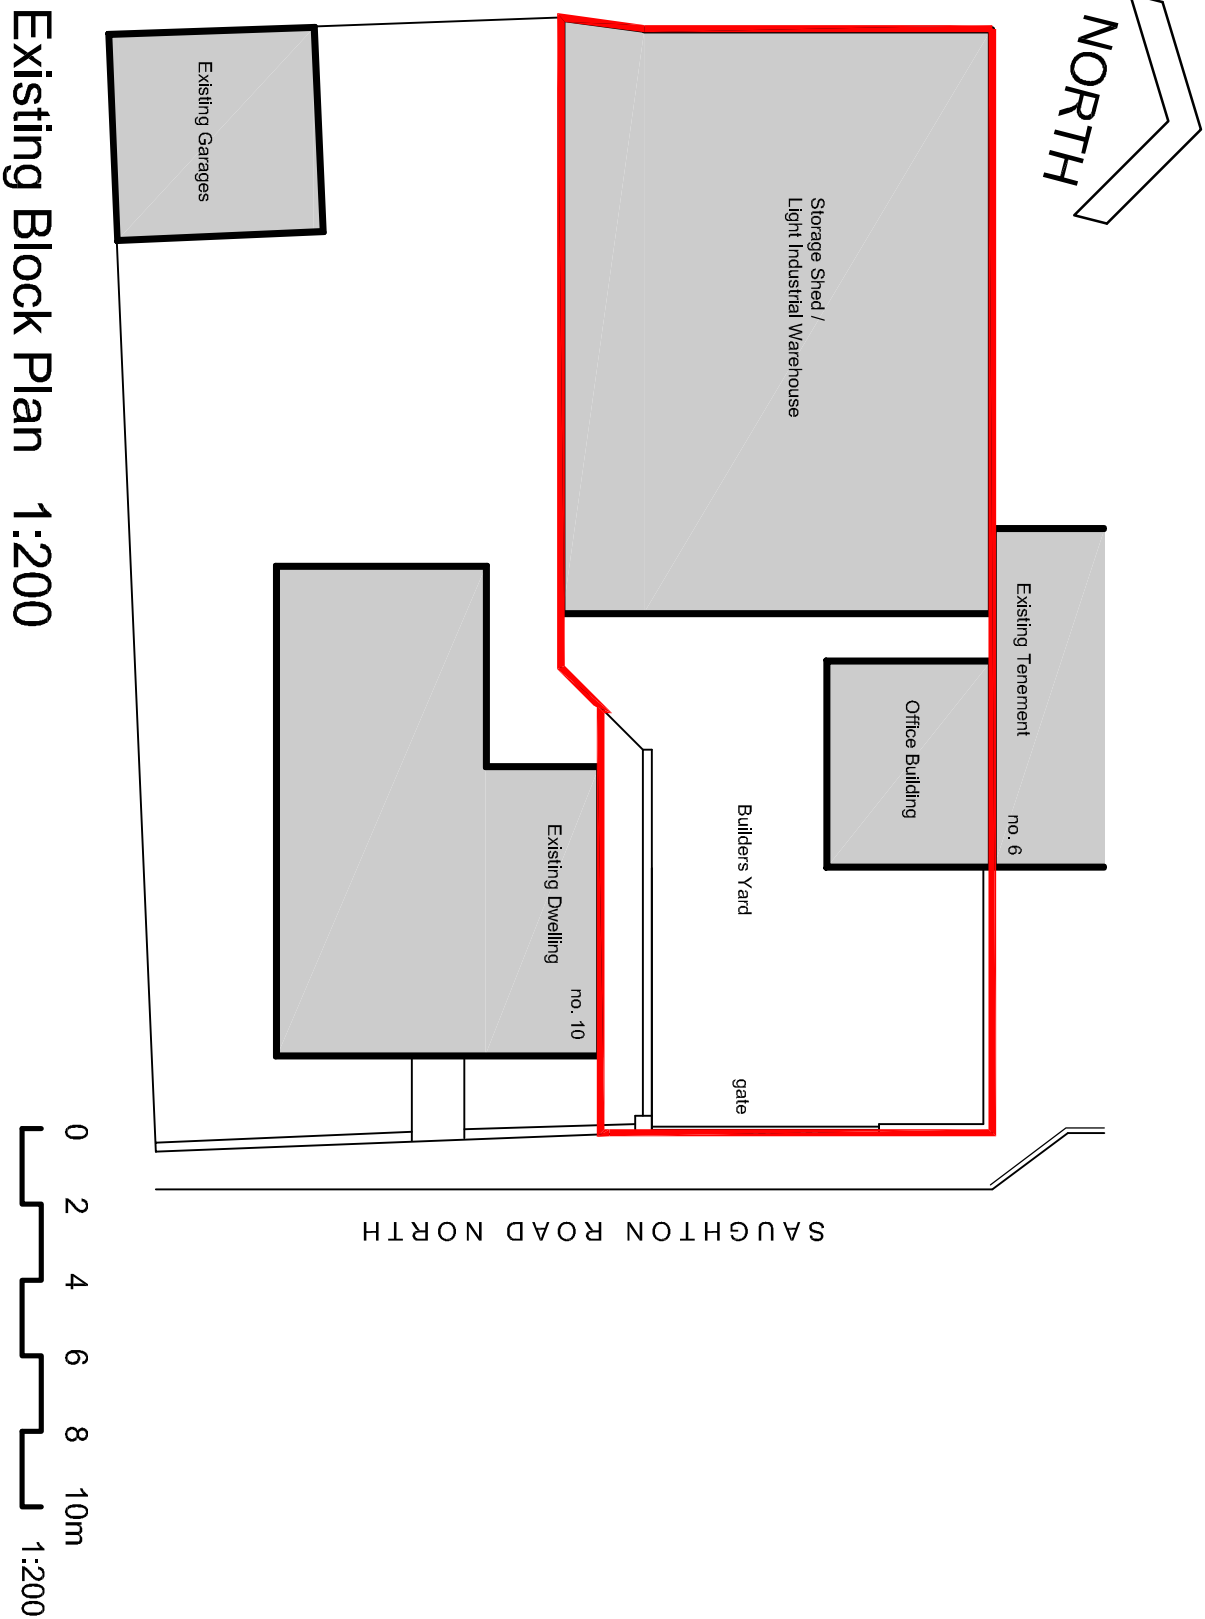 NORTH
Existing Garages
Storage Shed /
Light Industrial Warehouse
Existing Tenement
no. 6
Office Building
Builders Yard
Existing Dwelling
no. 10
gate
SAUGHTON ROAD NORTH
Existing Block Plan 1:200
0 2 4 6 8 10m
1:200